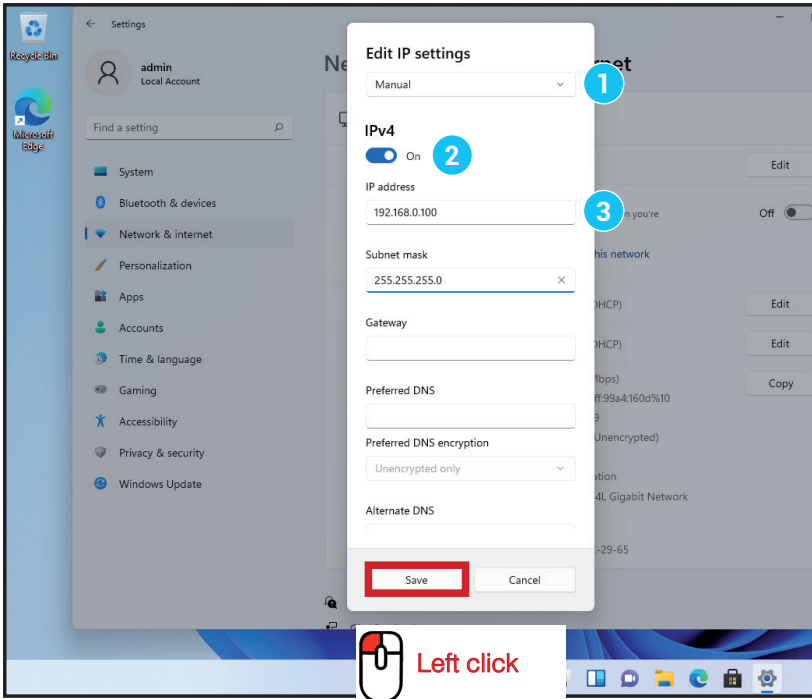 Settings
Recycle Bin
admin
Local Account
Microsoft
Edge
Find a setting
System
Bluetooth & devices
Network & internet
Personalization
Apps
Accounts
Time & language
Gaming
Accessibility
Privacy & security
Windows Update
Ne
rnet
Edit IP settings
Manual
1
IPv4
On
2
IP address
192.168.0.100
3
Subnet mask
255.255.255.0
Gateway
Preferred DNS
Preferred DNS encryption
Unencrypted only
Alternate DNS
Save
Cancel
Edit
n you're
Off
his network
HCP)
Edit
HCP)
Edit
Mbps)
Copy
ff:99a4:160d%10
9
Unencrypted)
ation
4L Gigabit Network
-29-65
Left click